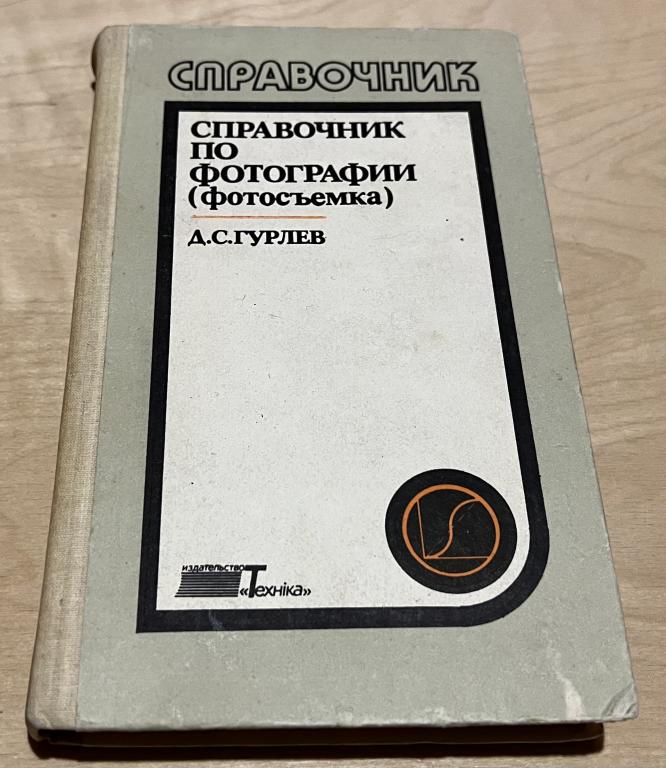 СПРАВОЧНИК
СПРАВОЧНИК
ПО
ФОТОГРАФИИ
(фотосъемка)
Д.С.ГУРЛЕВ
издательство
«Техніка»